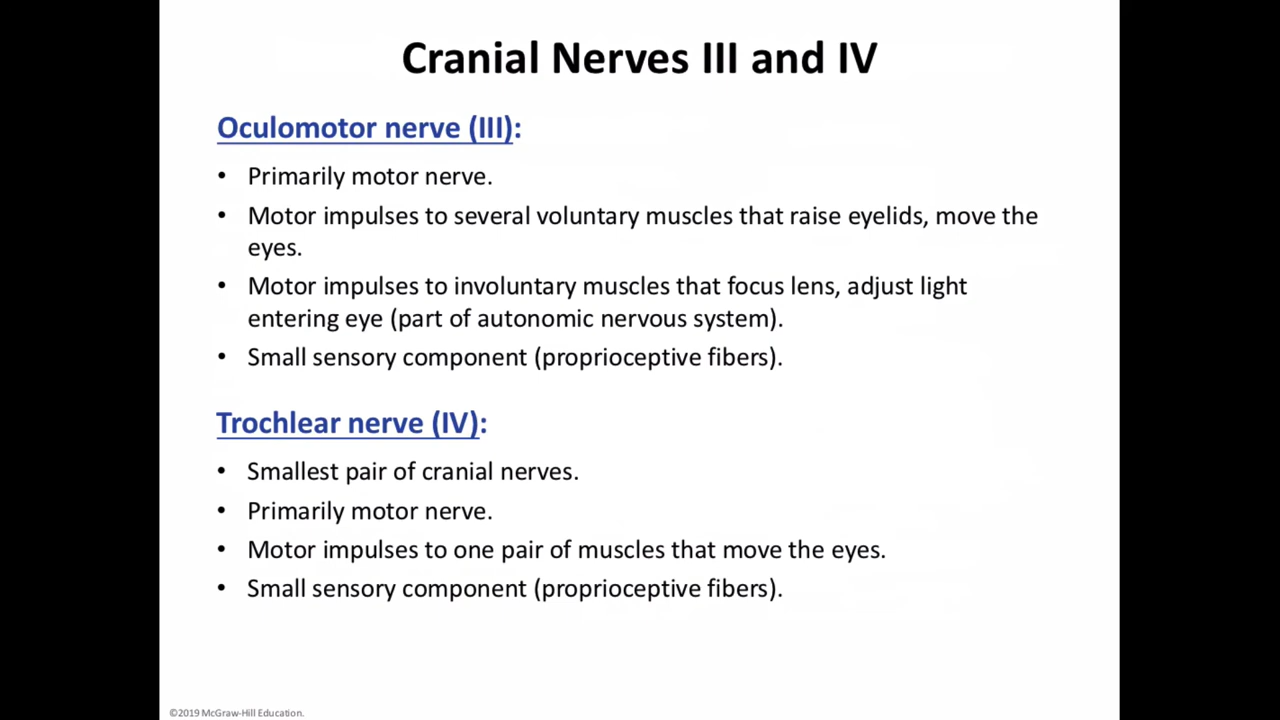 Cranial Nerves III and IV
Oculomotor nerve (III):
• Primarily motor nerve.
• Motor impulses to several voluntary muscles that raise eyelids, move the
eyes.
• Motor impulses to involuntary muscles that focus lens, adjust light
entering eye (part of autonomic nervous system).
• Small sensory component (proprioceptive fibers).
Trochlear nerve (IV):
• Smallest pair of cranial nerves.
• Primarily motor nerve.
• Motor impulses to one pair of muscles that move the eyes.
• Small sensory component (proprioceptive fibers).
©2019 McGraw-Hill Education.